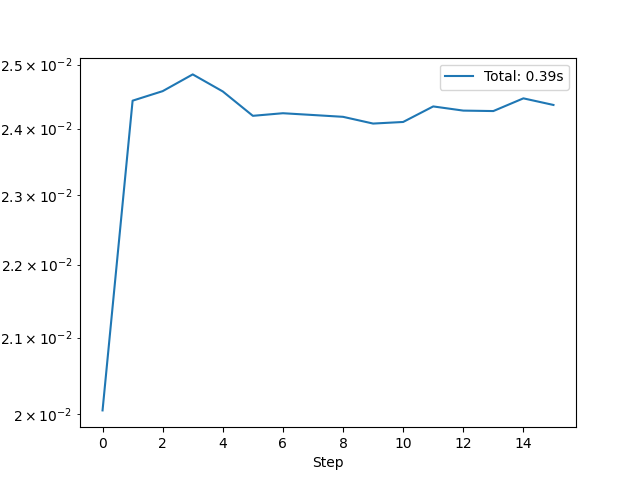 2.5 × 10⁻²
2.4 × 10⁻²
2.3 × 10⁻²
2.2 × 10⁻²
2.1 × 10⁻²
2 × 10⁻²
Total: 0.39s
0 2 4 6 8 10 12 14
Step